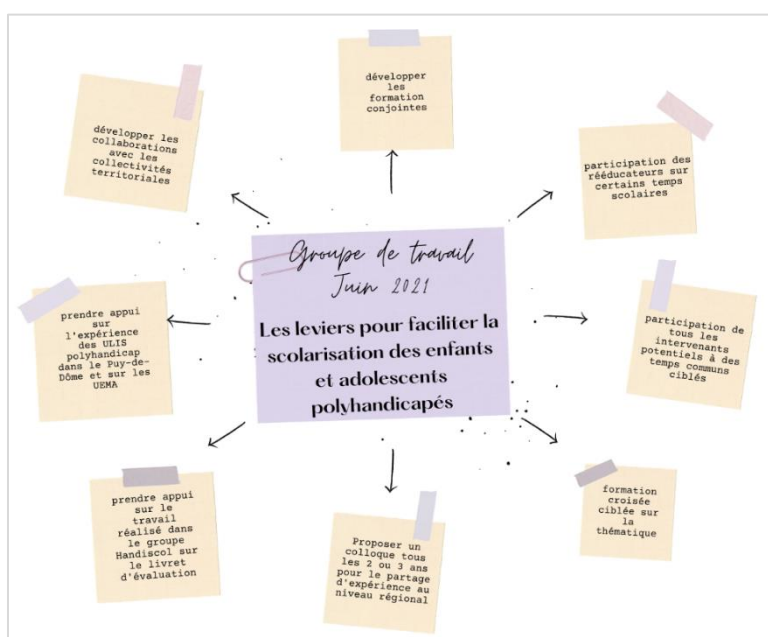 Groupe de travail
Juin 2021
Les leviers pour faciliter la
scolarisation des enfants
et adolescents
polyhandicapés
développer
les
formation
conjointes
participation des
rééducateurs sur
certains temps
scolaires
participation de
tous les
intervenants
potentiels à des
temps communs
ciblés
formation
croisée
ciblée sur
la
thématique
Proposer un
colloque tous
les 2 ou 3 ans
pour le partage
d'expérience au
niveau régional
prendre appui
sur le
travail
réalisé dans
le groupe
Handiscol sur
le livret
d'évaluation
prendre appui
sur
l'expérience
des ULIS
polyhandicap
dans le Puy-de-
Dôme et sur les
UEMA
développer les
collaborations
avec les
collectivités
territoriales